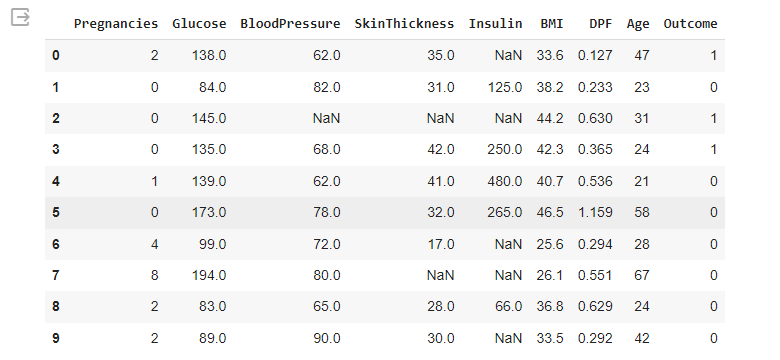 Pregnancies Glucose BloodPressure SkinThickness Insulin BMI DPF Age Outcome
0 2 138.0 62.0 35.0 NaN 33.6 0.127 47 1
1 0 84.0 82.0 31.0 125.0 38.2 0.233 23 0
2 0 145.0 NaN NaN NaN 44.2 0.630 31 1
3 0 135.0 68.0 42.0 250.0 42.3 0.365 24 1
4 1 139.0 62.0 41.0 480.0 40.7 0.536 21 0
5 0 173.0 78.0 32.0 265.0 46.5 1.159 58 0
6 4 99.0 72.0 17.0 NaN 25.6 0.294 28 0
7 8 194.0 80.0 NaN NaN 26.1 0.551 67 0
8 2 83.0 65.0 28.0 66.0 36.8 0.629 24 0
9 2 89.0 90.0 30.0 NaN 33.5 0.292 42 0